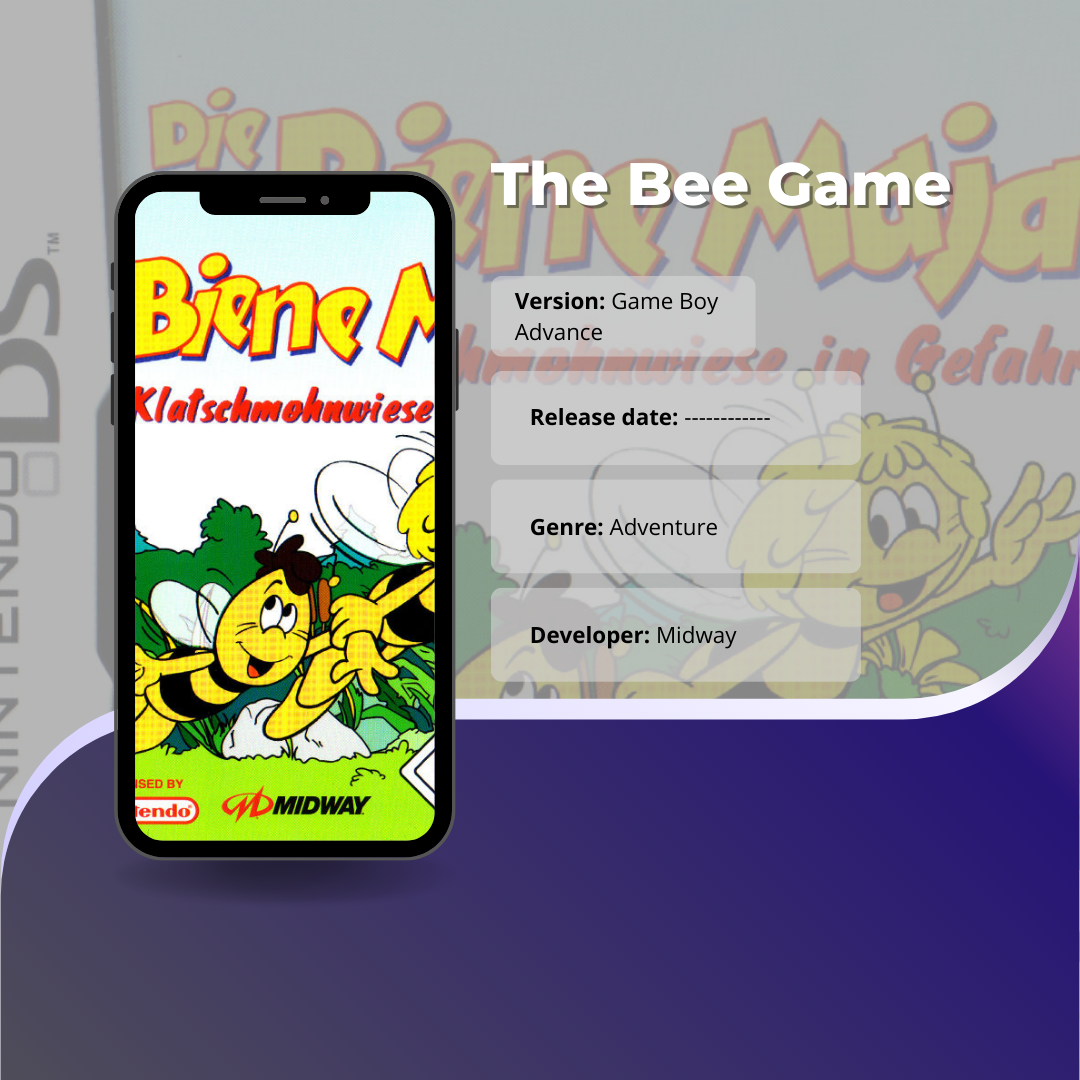 Die Biene Maja
Klatschmohnwiese in Gefahr
NINTENDO DS™
The Bee Game
Version: Game Boy
Advance
Release date: ------------
Genre: Adventure
Developer: Midway
Biene M
Klatschmohnwiese
ISED BY
tendo®
MIDWAY